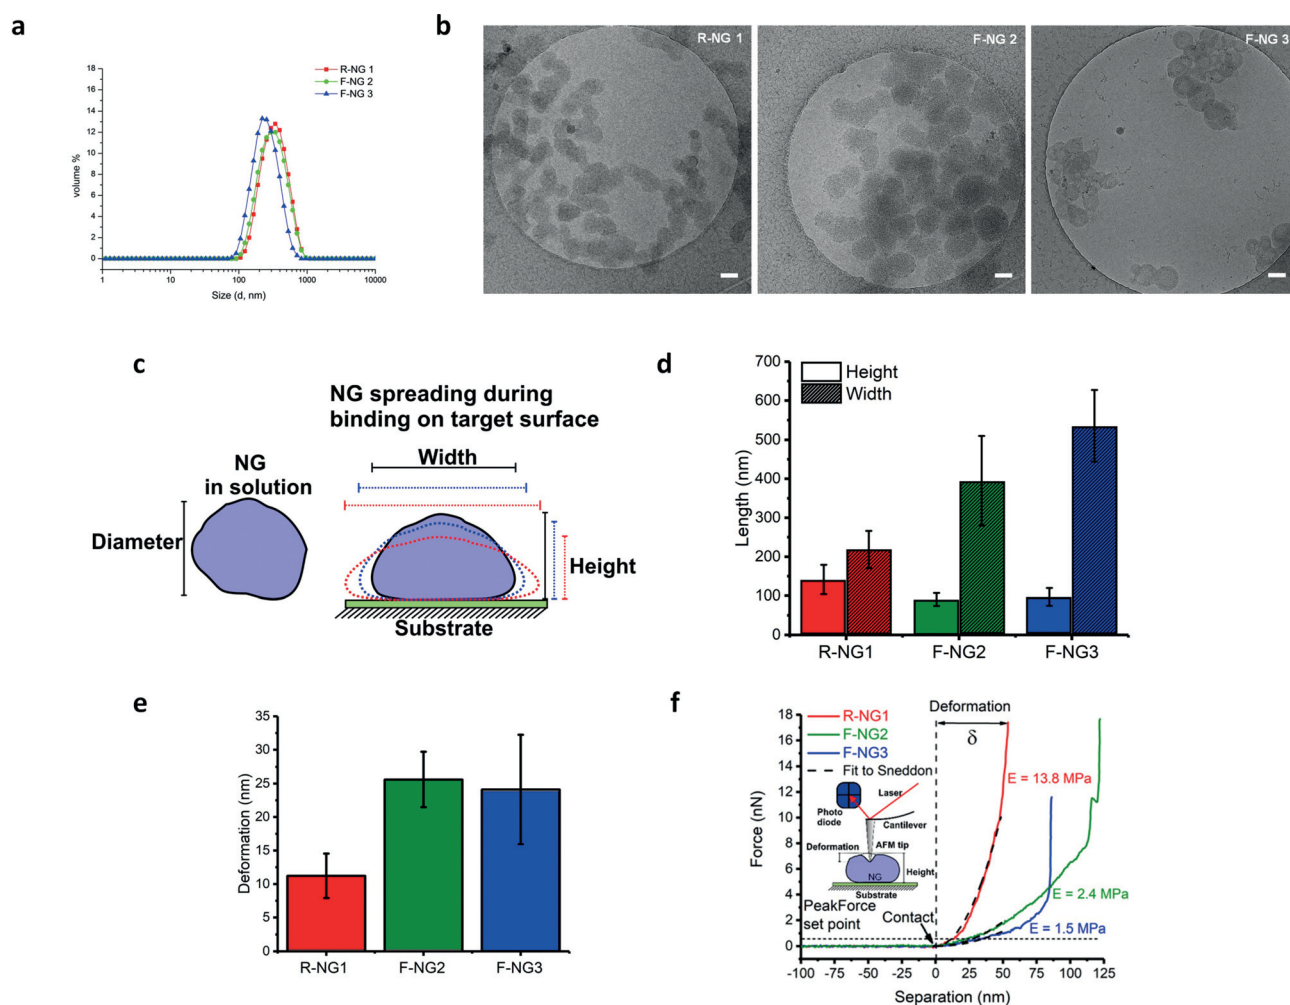 a
R-NG 1
F-NG 2
F-NG 3
18
16
14
12
10
8
6
4
2
0
volume %
1
10
100
1000
10000
Size (d, nm)
b
R-NG 1
F-NG 2
F-NG 3
c
NG spreading during
binding on target surface
Width
NG
in solution
Diameter
Height
Substrate
d
Height
Width
700
600
500
400
300
200
100
0
Length (nm)
R-NG1
F-NG2
F-NG3
e
35
30
25
20
15
10
5
0
Deformation (nm)
R-NG1
F-NG2
F-NG3
f
R-NG1
F-NG2
F-NG3
Fit to Sneddon
Deformation
δ
18
16
14
12
10
8
6
4
2
0
Force (nN)
E = 13.8 MPa
E = 2.4 MPa
E = 1.5 MPa
Laser
Photo
diode
Cantilever
Deformation
AFM tip
NG
Height
Substrate
PeakForce
set point
Contact
-100
-75
-50
-25
0
25
50
75
100
125
Separation (nm)